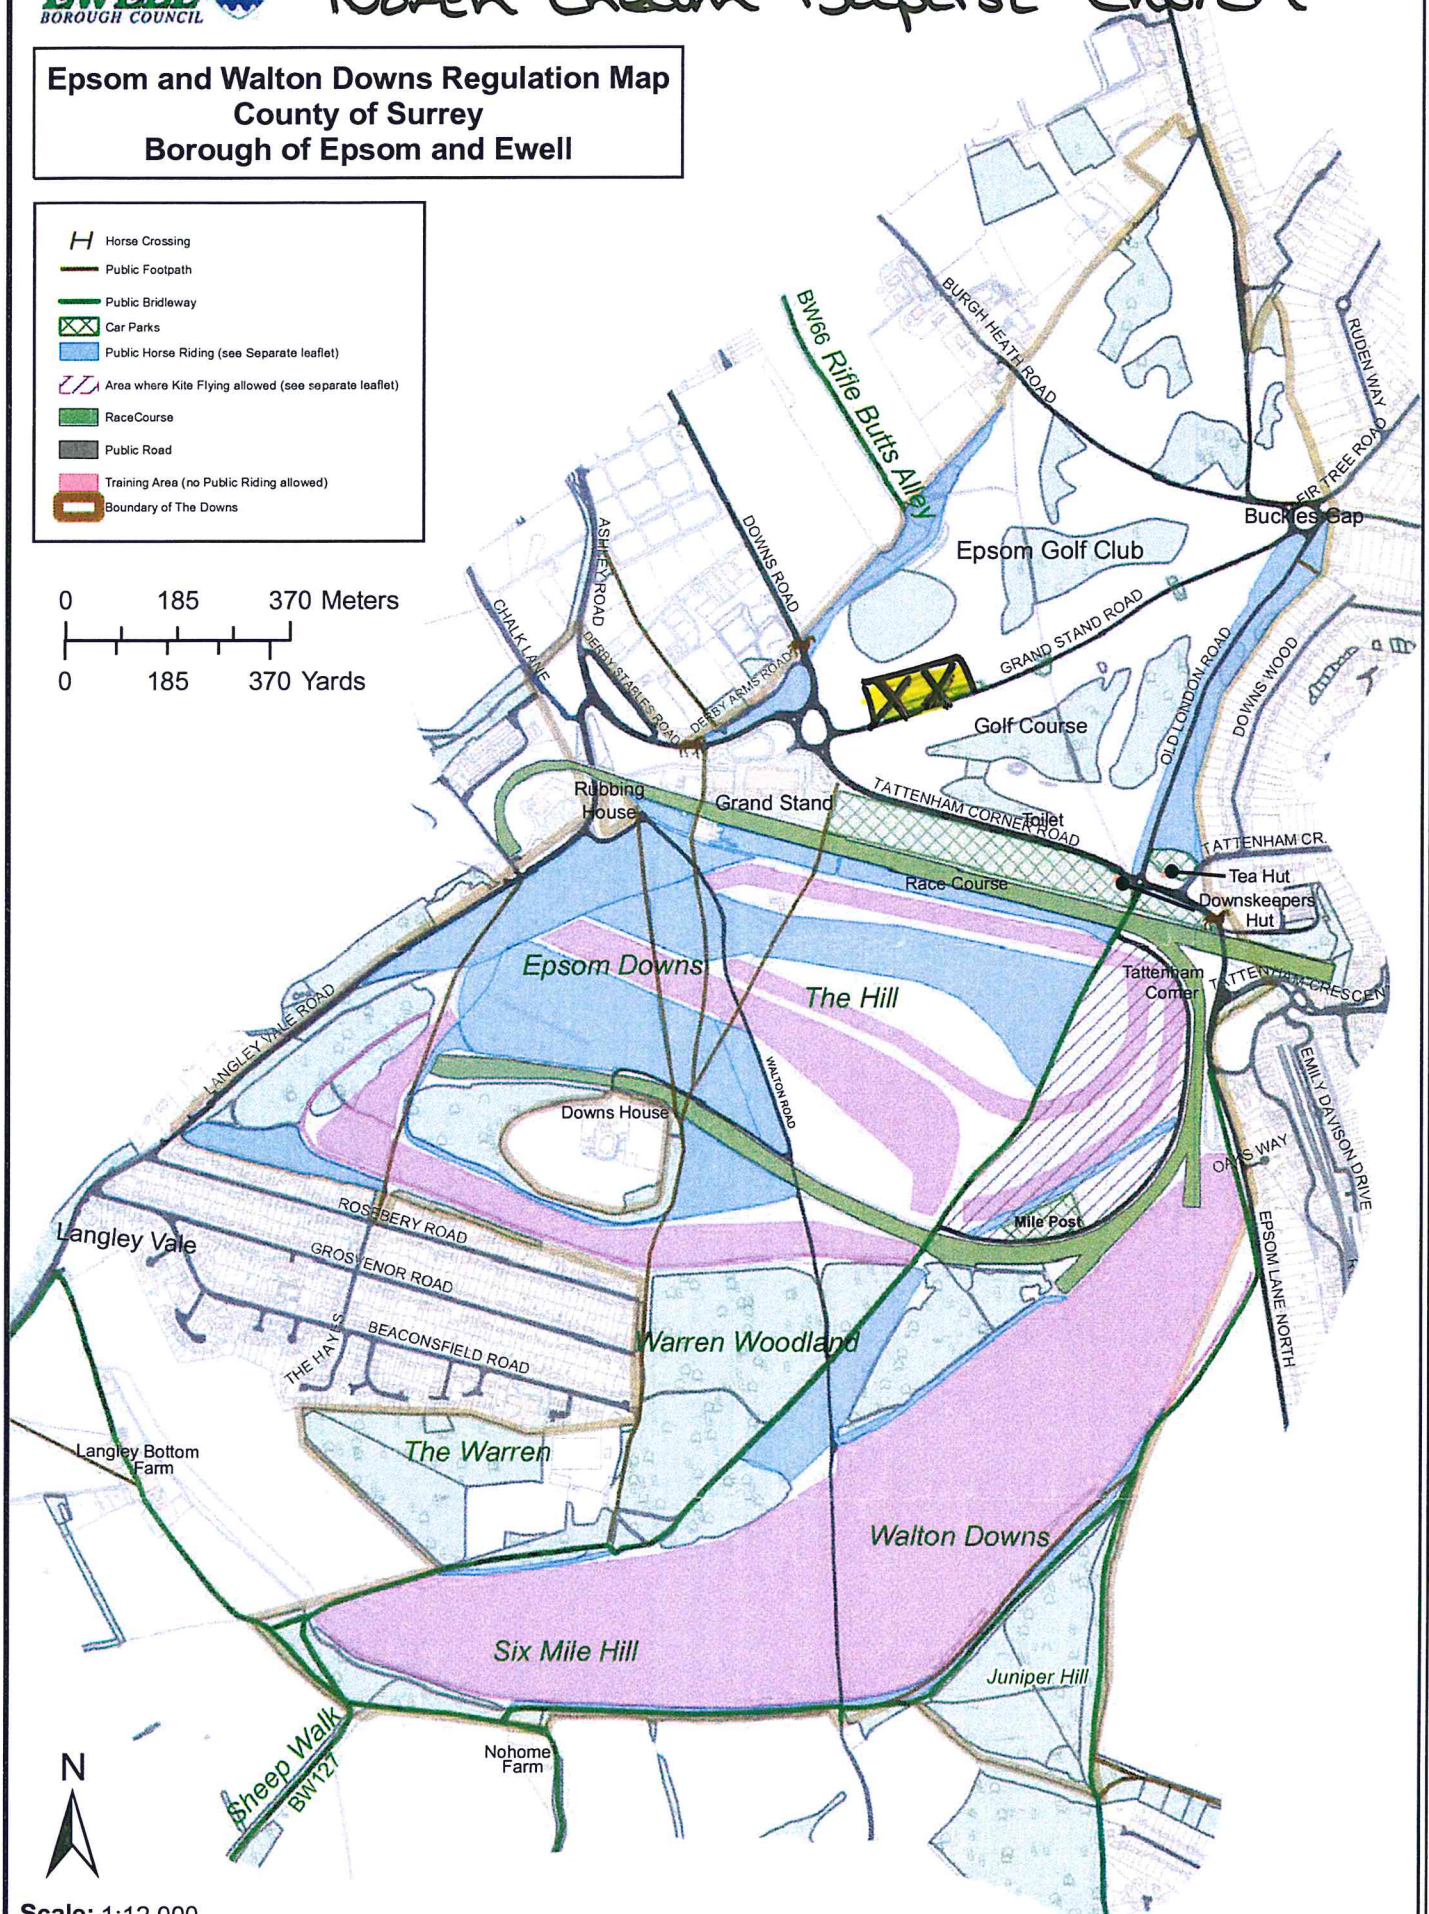 BOROUGH COUNCIL
Epsom and Walton Downs Regulation Map
County of Surrey
Borough of Epsom and Ewell
Horse Crossing
Public Footpath
Public Bridleway
Car Parks
Public Horse Riding (see Separate leaflet)
Area where Kite Flying allowed (see separate leaflet)
RaceCourse
Public Road
Training Area (no Public Riding allowed)
Boundary of The Downs
0 185 370 Meters
0 185 370 Yards
BURGH HEATH ROAD
RUDEN WAY
BW66 Rifle Butts Alley
FIR TREE ROAD
Buckles Gap
ASHLEY ROAD
DOWNS ROAD
Epsom Golf Club
CHALK LANE
DERBY STABLES ROAD
DERBY ARMS ROAD
GRAND STAND ROAD
OLD LONDON ROAD
DOWNS WOOD
XX
Golf Course
Rubbing
House
Grand Stand
TATTENHAM CORNER ROAD
Toilet
TATTENHAM CR.
Race Course
Tea Hut
Downskeepers
Hut
Epsom Downs
The Hill
Tattenham
Corner
TATTENHAM CRESCEN
LANGLEY VALE ROAD
WALTON ROAD
EMILY DAVISON DRIVE
Downs House
OAKS WAY
ROSEBERY ROAD
Mile Post
Langley Vale
GROSVENOR ROAD
EPSOM LANE NORTH
THE HAYES
BEACONSFIELD ROAD
Warren Woodland
Langley Bottom
Farm
The Warren
Walton Downs
Six Mile Hill
Juniper Hill
Sheep Walk
BW127
Nohome
Farm
N
Scale: 1:12,000